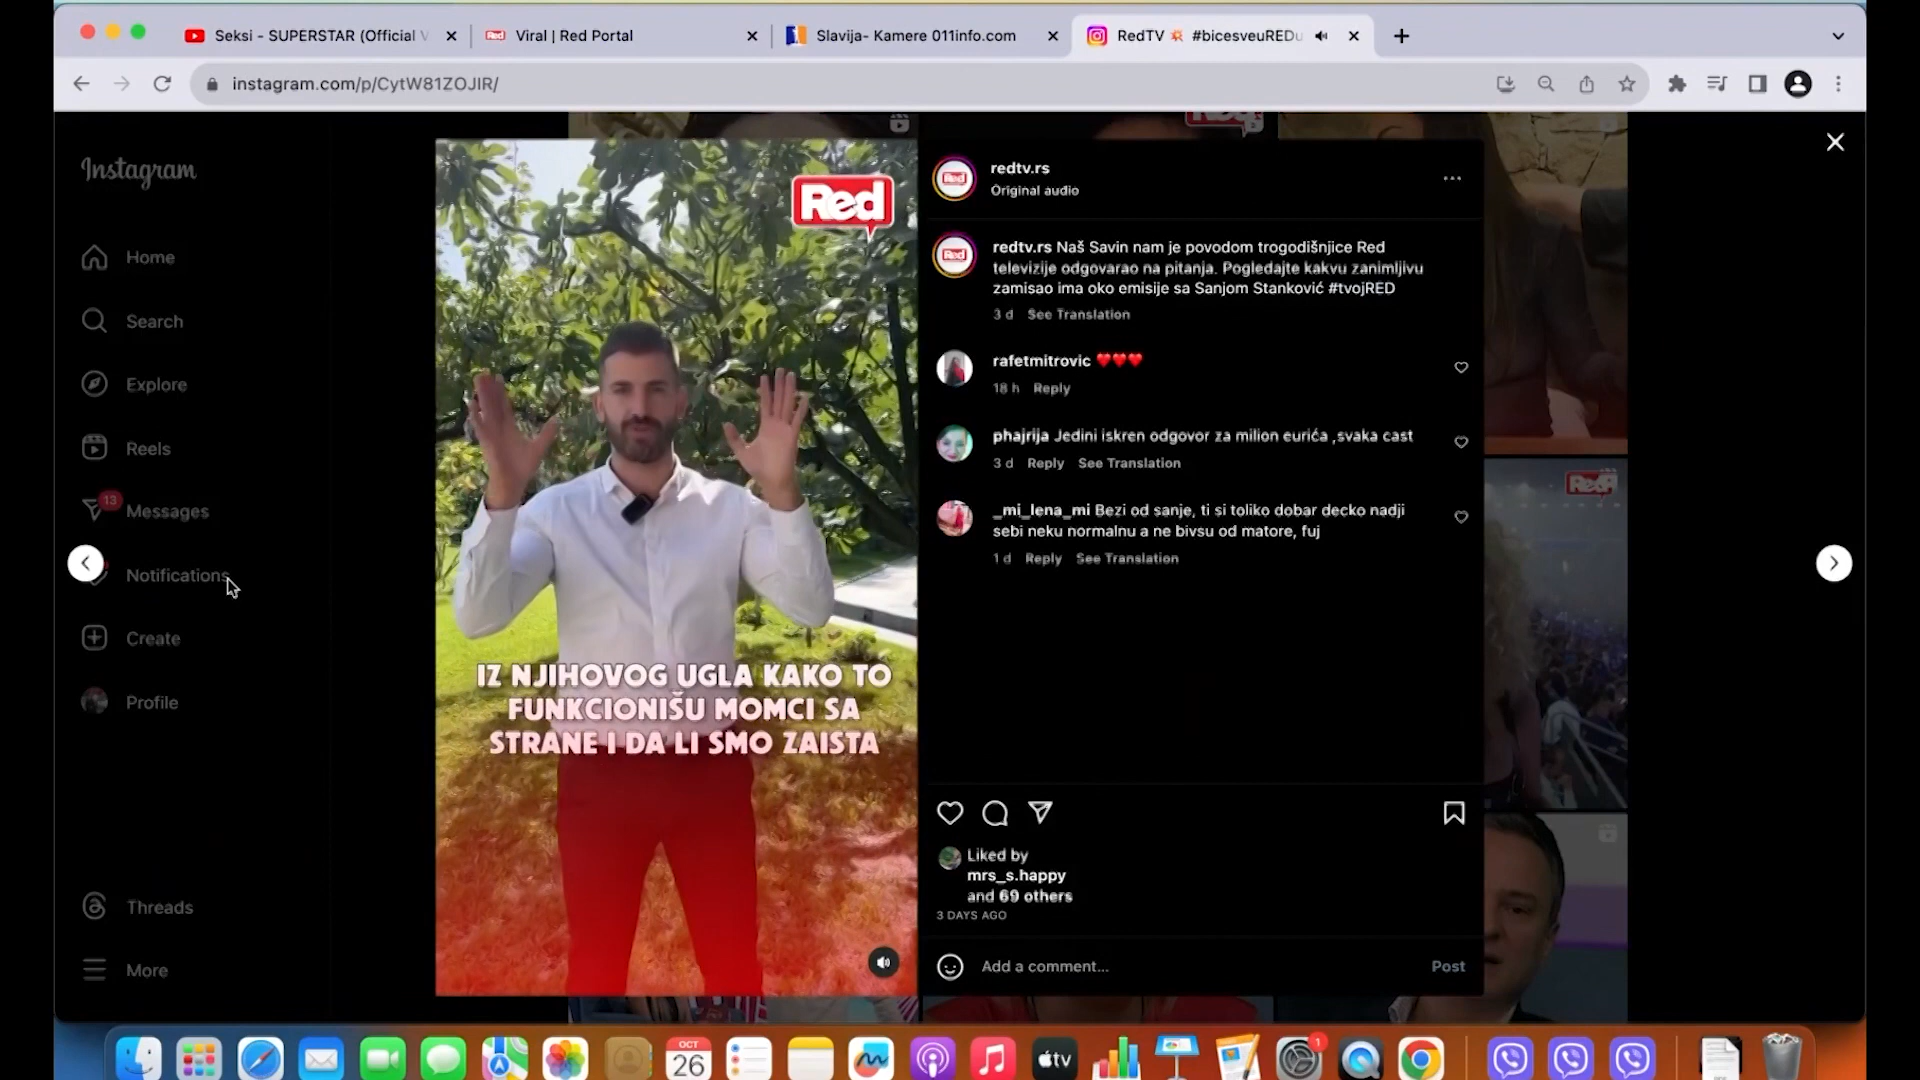 Seksi - SUPERSTAR (Official V
Viral | Red Portal
Slavija- Kamere 011info.com
RedTV 💥 #bicesveuREDu
instagram.com/p/CytW81ZOJIR/
Instagram
Home
Search
Explore
Reels
13
Messages
Notifications
Create
Profile
Threads
More
Red
IZ NJIHOVOG UGLA KAKO TO
FUNKCIONIŠU MOMCI SA
STRANE I DA LI SMO ZAISTA
redtv.rs
Original audio
redtv.rs Naš Savin nam je povodom trogodišnjice Red
televizije odgovarao na pitanja. Pogledajte kakvu zanimljivu
zamisao ima oko emisije sa Sanjom Stanković #tvojRED
3 d See Translation
rafetmitrovic ❤️❤️❤️
18 h Reply
phajrija Jedini iskren odgovor za milion eurića ,svaka cast
3 d Reply See Translation
_mi_lena_mi Bezi od sanje, ti si toliko dobar decko nadji
sebi neku normalnu a ne bivsu od matore, fuj
1 d Reply See Translation
Liked by
mrs_s.happy
and 69 others
3 DAYS AGO
Add a comment...
Post
Red
Red
Red
Red
OCT
26
tv
1